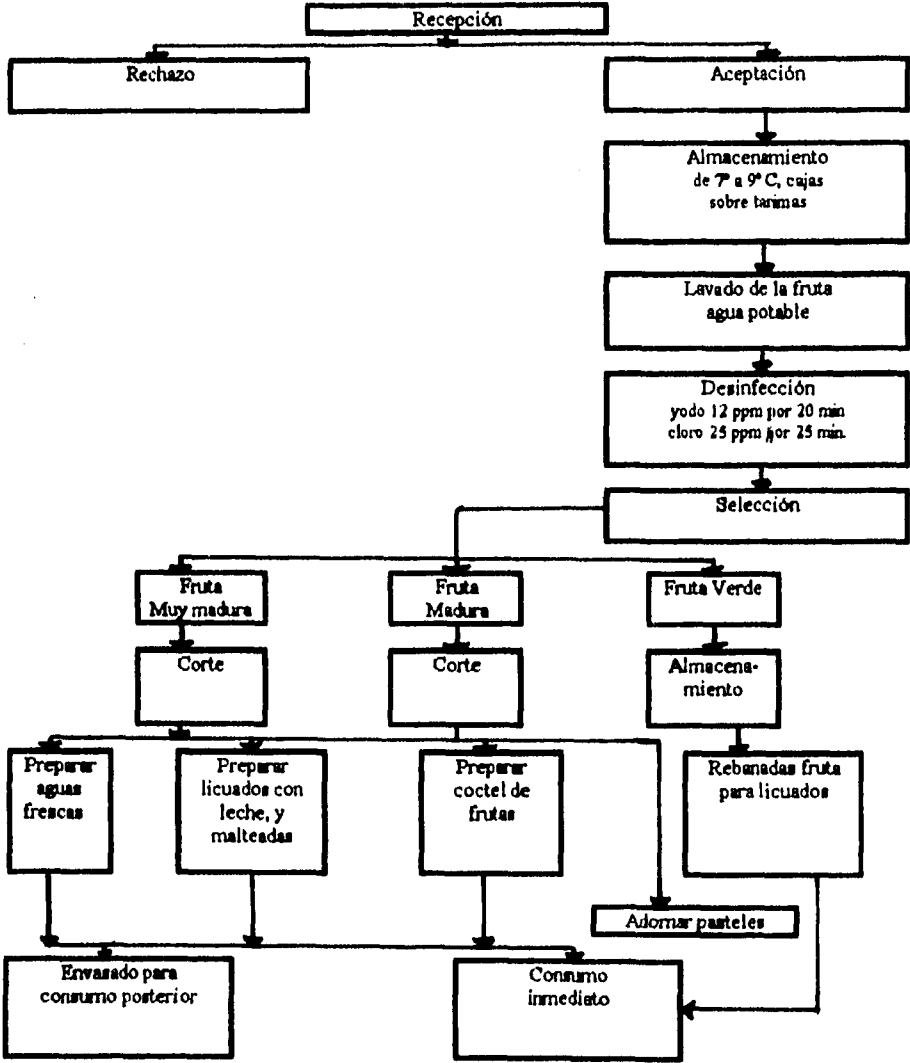 Recepción
Rechazo
Aceptación
Almacenamiento
de 7º a 9º C, cajas
sobre tarimas
Lavado de la fruta
agua potable
Desinfección
yodo 12 ppm por 20 min
cloro 25 ppm por 25 min.
Selección
Fruta
Muy madura
Fruta
Madura
Fruta Verde
Corte
Corte
Almacena-
miento
Preparar
aguas
frescas
Preparar
licuados con
leche, y
malteadas
Preparar
coctel de
frutas
Rebanadas fruta
para licuados
Adornar pasteles
Envasado para
consumo posterior
Consumo
inmediato